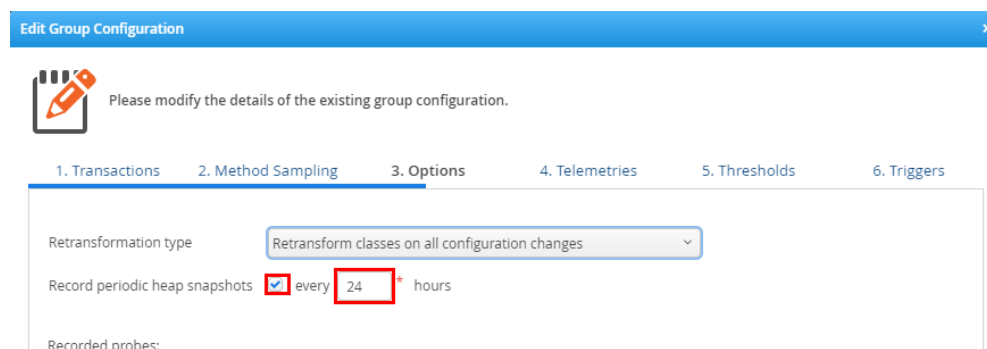 Edit Group Configuration
Please modify the details of the existing group configuration.
1. Transactions 2. Method Sampling 3. Options 4. Telemetries 5. Thresholds 6. Triggers
Retransformation type Retransform classes on all configuration changes
Record periodic heap snapshots every 24 * hours
Recorded probes: